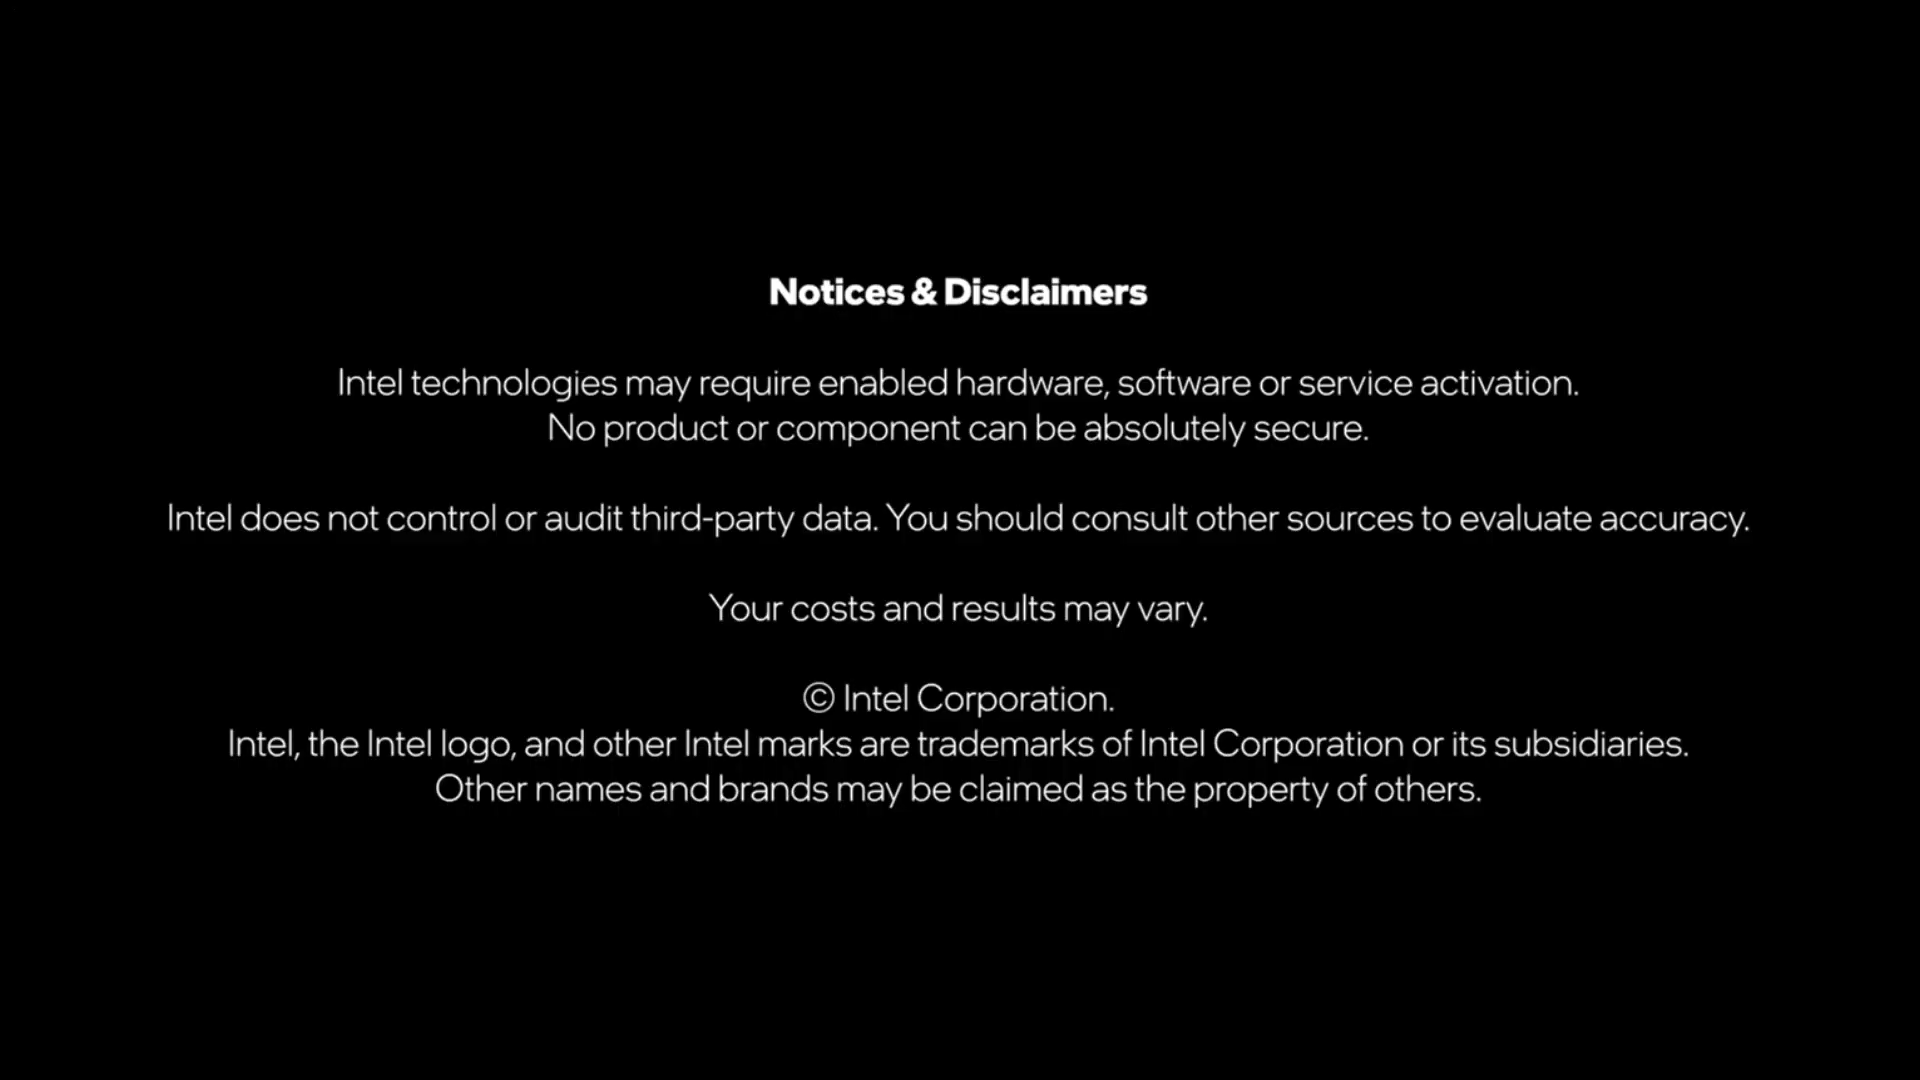 Notices & Disclaimers
Intel technologies may require enabled hardware, software or service activation.
No product or component can be absolutely secure.
Intel does not control or audit third-party data. You should consult other sources to evaluate accuracy.
Your costs and results may vary.
© Intel Corporation.
Intel, the Intel logo, and other Intel marks are trademarks of Intel Corporation or its subsidiaries.
Other names and brands may be claimed as the property of others.